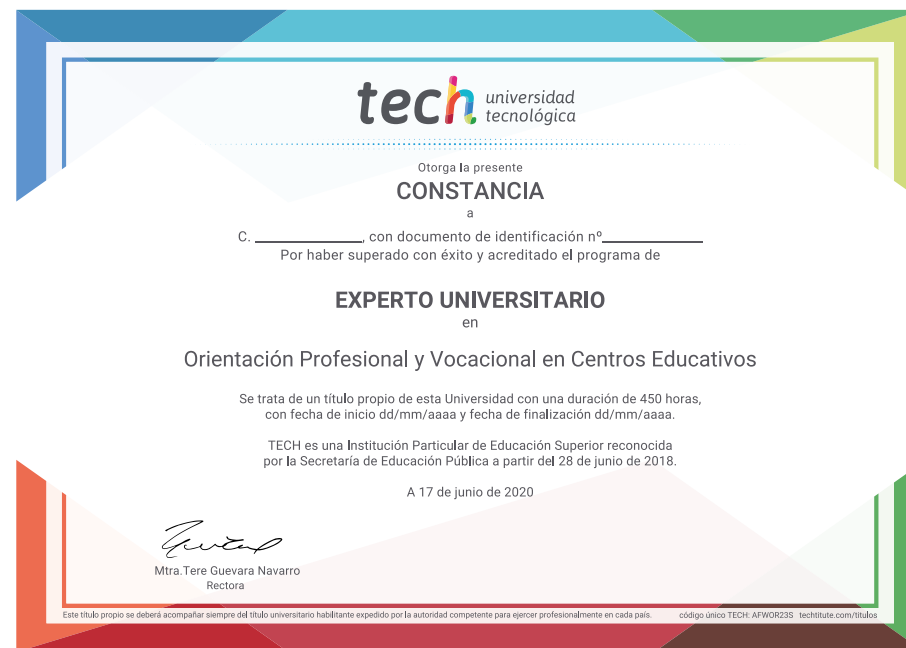 tech universidad
tecnológica
Otorga la presente
CONSTANCIA
a
C. ____________, con documento de identificación nº____________
Por haber superado con éxito y acreditado el programa de
EXPERTO UNIVERSITARIO
en
Orientación Profesional y Vocacional en Centros Educativos
Se trata de un título propio de esta Universidad con una duración de 450 horas,
con fecha de inicio dd/mm/aaaa y fecha de finalización dd/mm/aaaa.
TECH es una Institución Particular de Educación Superior reconocida
por la Secretaría de Educación Pública a partir del 28 de junio de 2018.
A 17 de junio de 2020
Mtra.Tere Guevara Navarro
Rectora
Este título propio se deberá acompañar siempre del título universitario habilitante expedido por la autoridad competente para ejercer profesionalmente en cada país. código único TECH: AFWOR23S techtitute.com/titulos